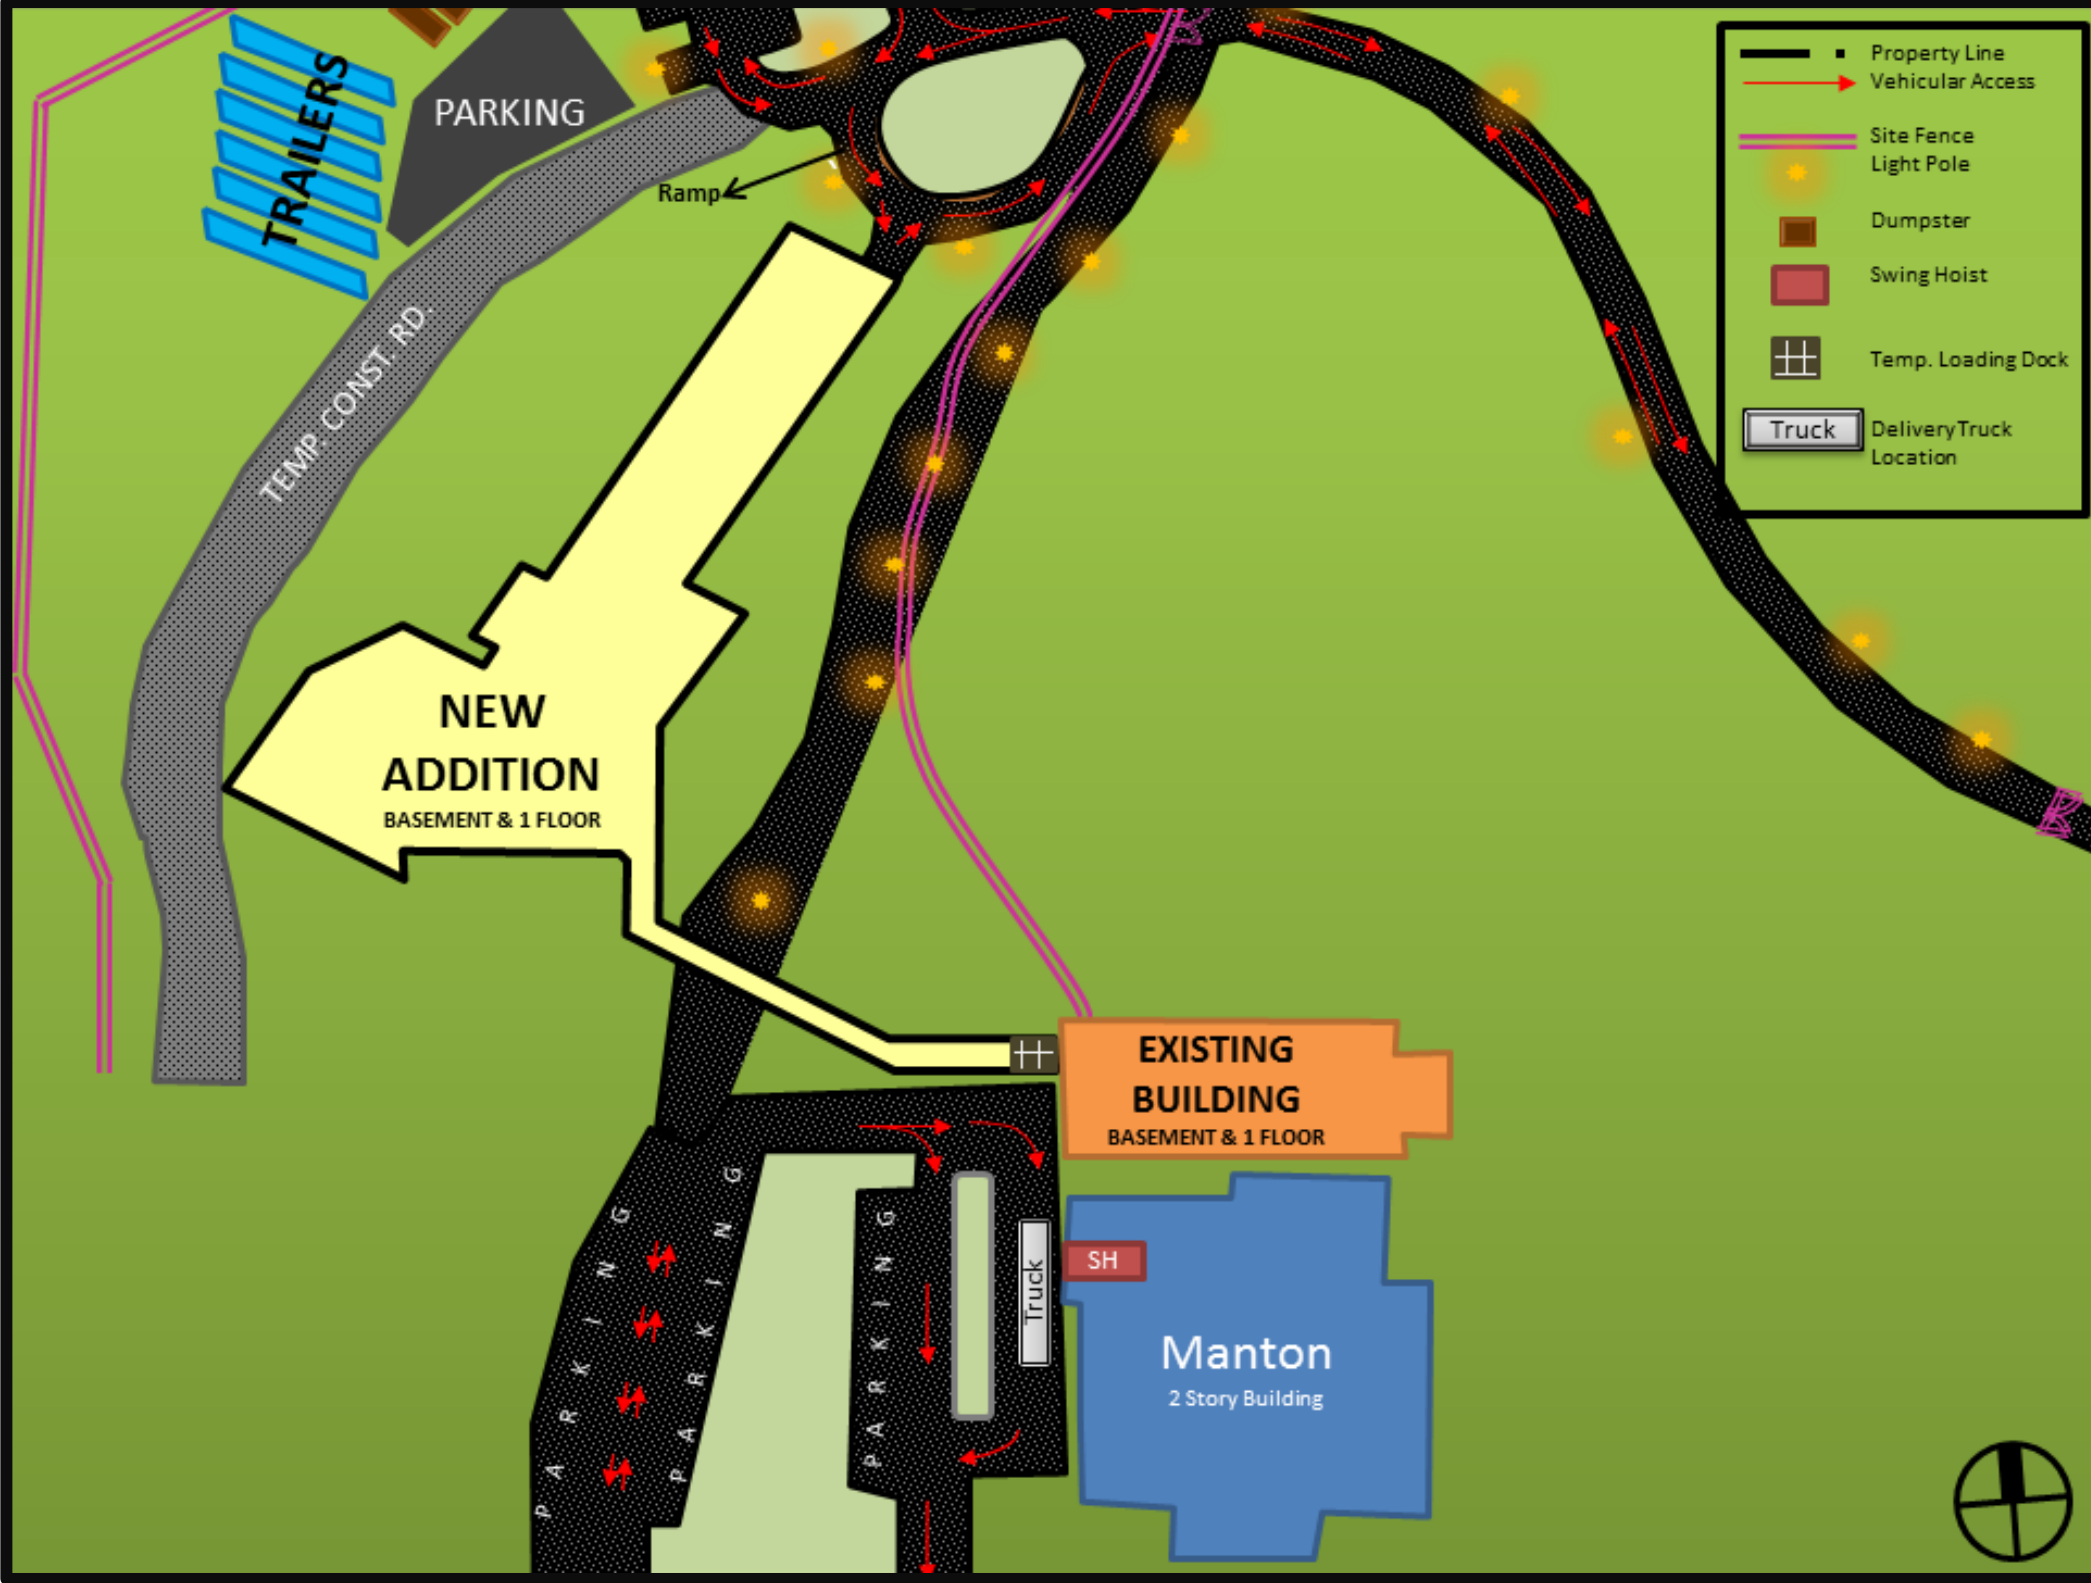 TRAILERS
PARKING
Ramp
TEMP. CONST. RD.
NEW
ADDITION
BASEMENT & 1 FLOOR
EXISTING
BUILDING
BASEMENT & 1 FLOOR
PARKING
PARKING
PARKING
Truck
SH
Manton
2 Story Building
Property Line
Vehicular Access
Site Fence
Light Pole
Dumpster
Swing Hoist
Temp. Loading Dock
Truck
Delivery Truck
Location